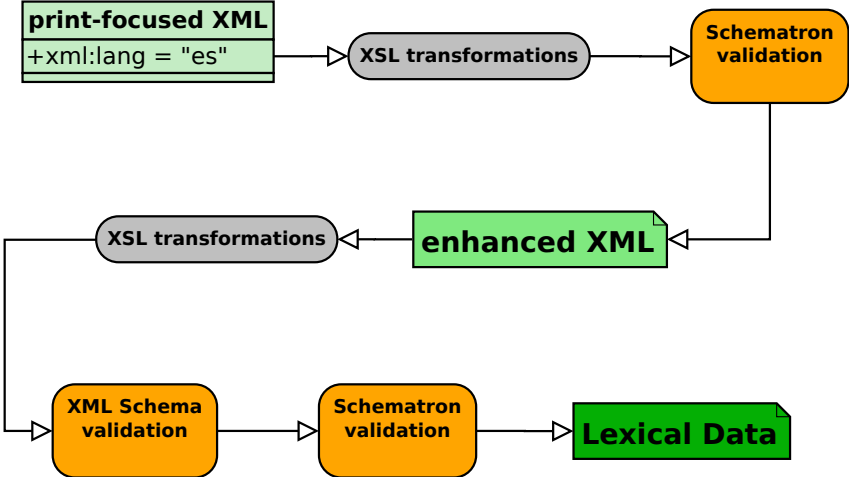 print-focused XML
+xml:lang = "es"
XSL transformations
Schematron
validation
enhanced XML
XSL transformations
XML Schema
validation
Schematron
validation
Lexical Data